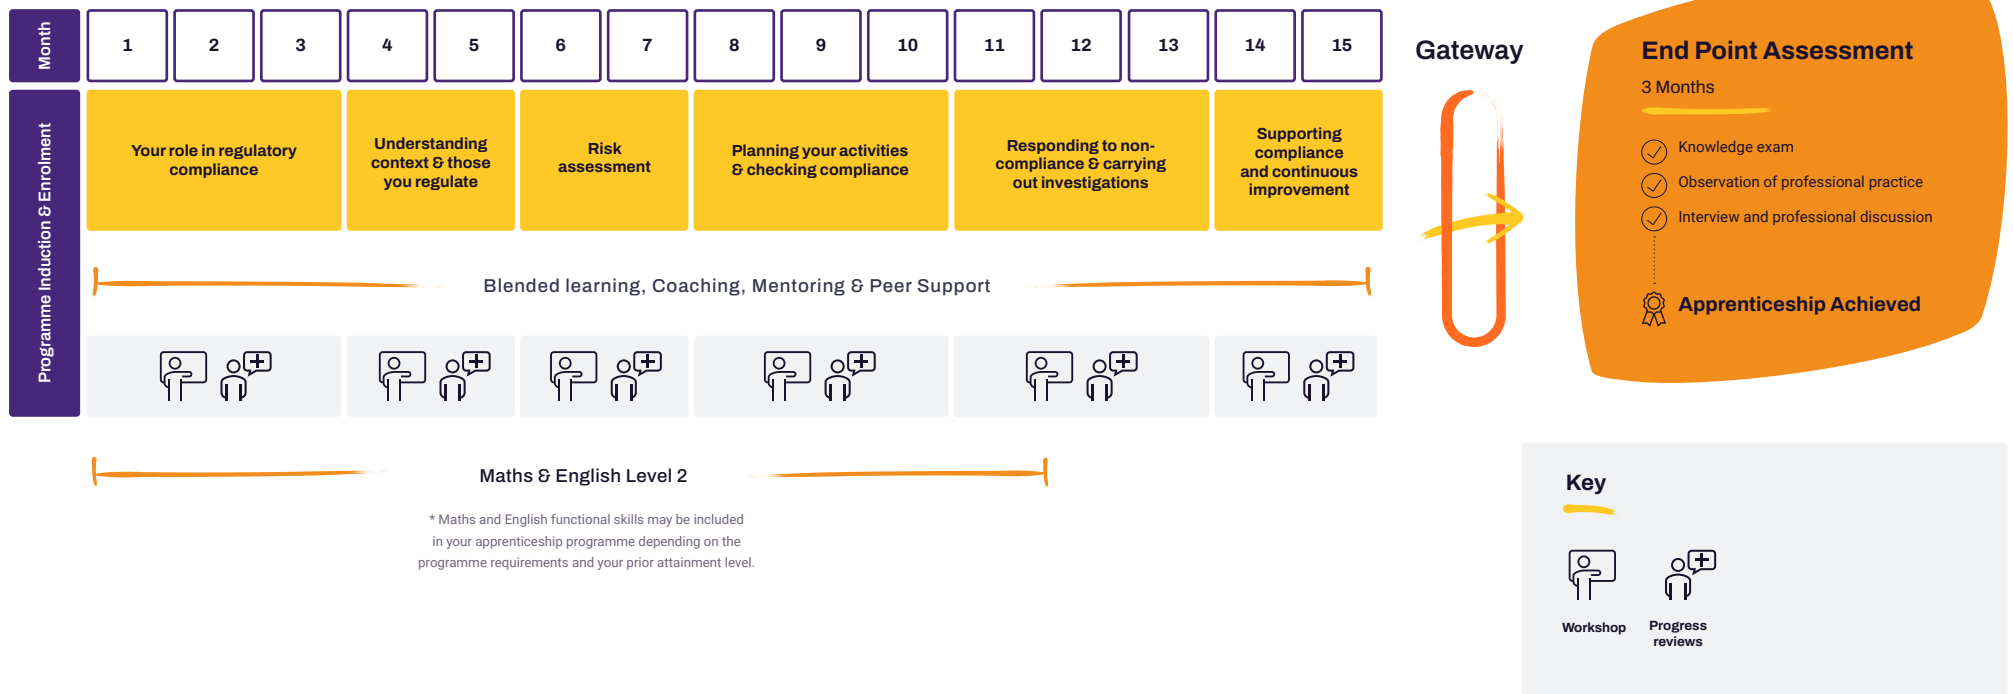 Month
1
2
3
4
5
6
7
8
9
10
11
12
13
14
15
Programme Induction & Enrolment
Your role in regulatory
compliance
Understanding
context & those
you regulate
Risk
assessment
Planning your activities
& checking compliance
Responding to non-
compliance & carrying
out investigations
Supporting
compliance
and continuous
improvement
Blended learning, Coaching, Mentoring & Peer Support
Maths & English Level 2
* Maths and English functional skills may be included
in your apprenticeship programme depending on the
programme requirements and your prior attainment level.
Gateway
End Point Assessment
3 Months
Knowledge exam
Observation of professional practice
Interview and professional discussion
Apprenticeship Achieved
Key
Workshop
Progress
reviews